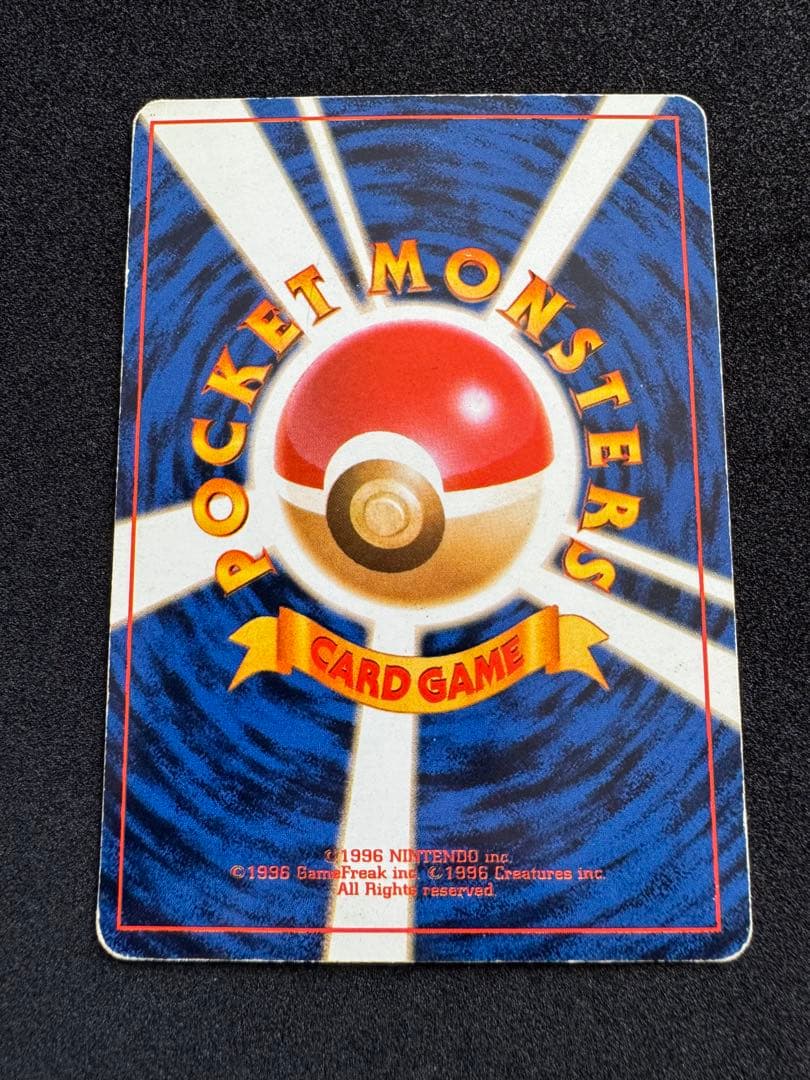 POCKET MONSTERS
CARD GAME
©1996 NINTENDO inc.
©1996 GameFreak inc. ©1996 Creatures inc.
All Rights reserved.